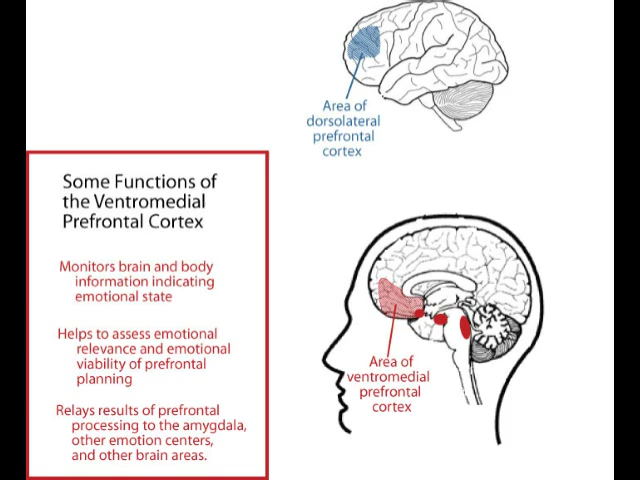 Area of
dorsolateral
prefrontal
cortex
Some Functions of
the Ventromedial
Prefrontal Cortex
Monitors brain and body
information indicating
emotional state
Helps to assess emotional
relevance and emotional
viability of prefrontal
planning
Relays results of prefrontal
processing to the amygdala,
other emotion centers,
and other brain areas.
Area of
ventromedial
prefrontal
cortex